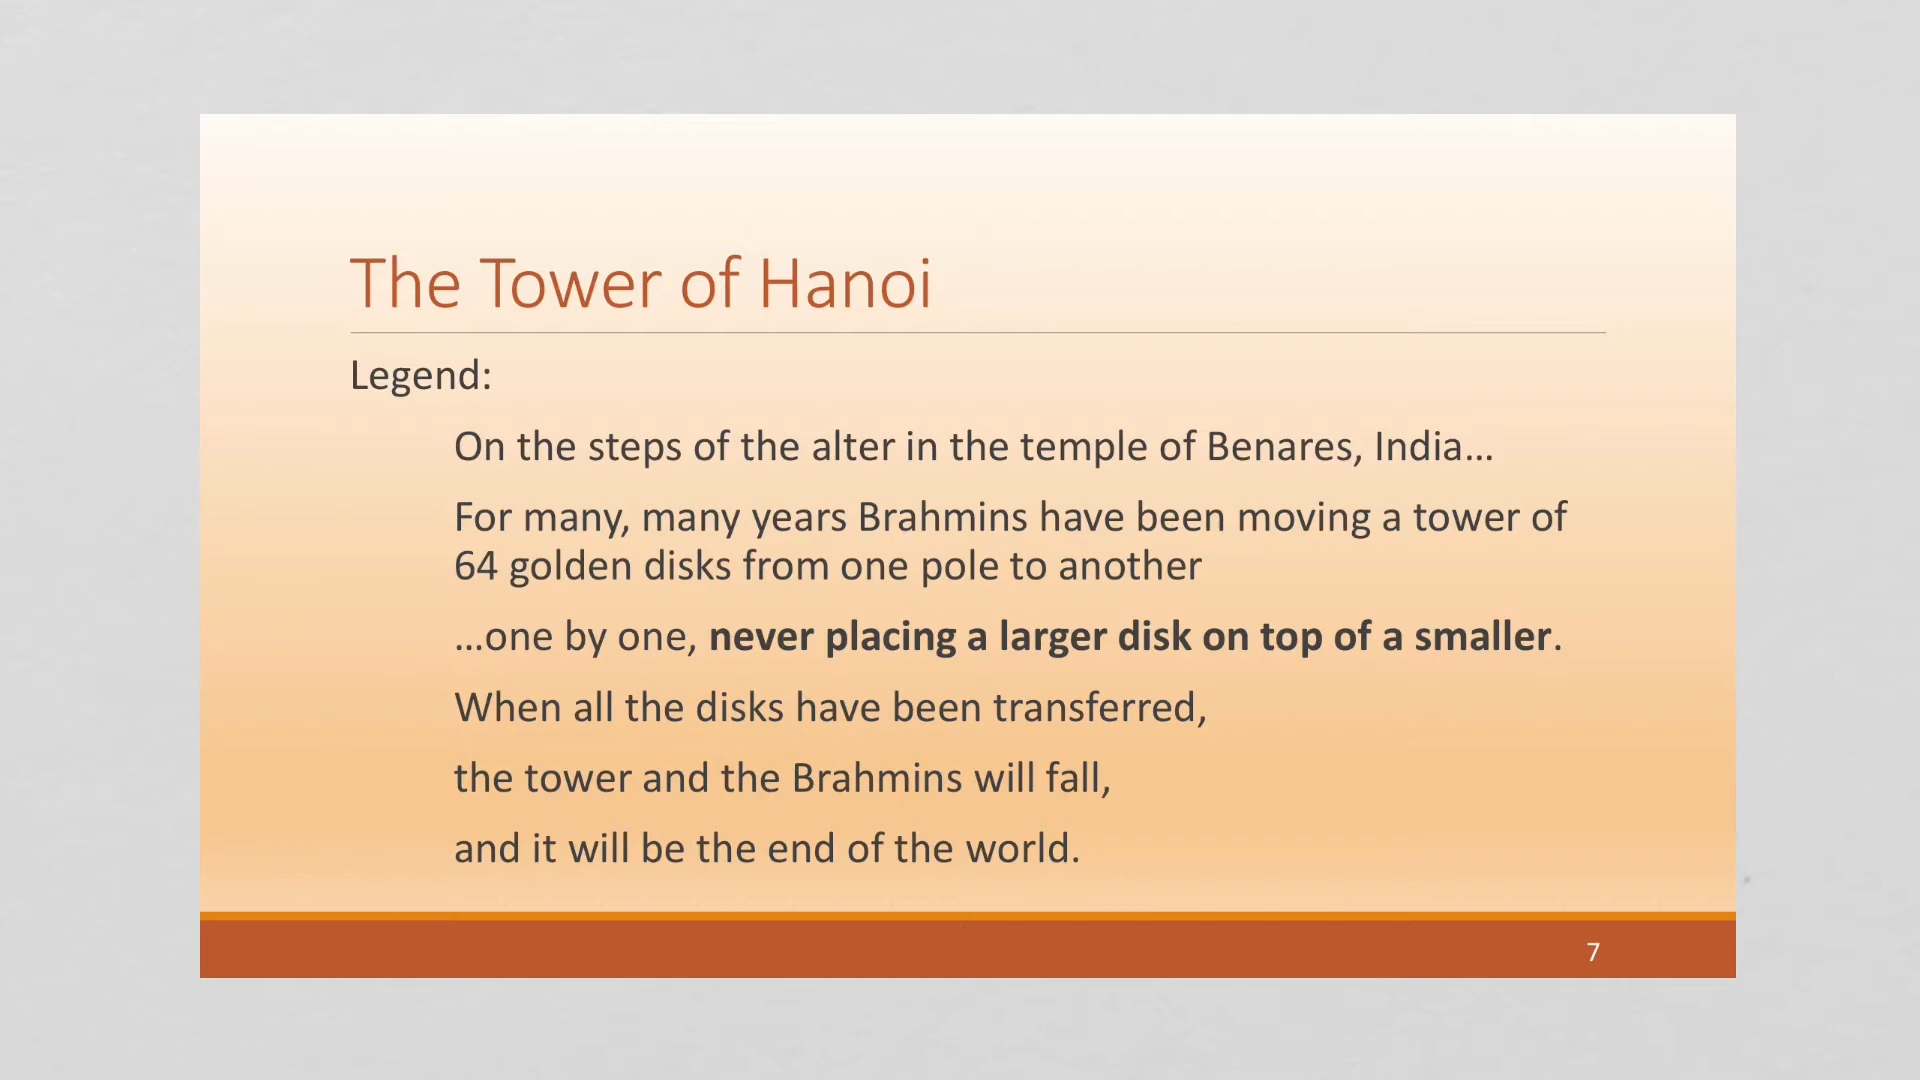 The Tower of Hanoi
Legend:
On the steps of the alter in the temple of Benares, India…
For many, many years Brahmins have been moving a tower of
64 golden disks from one pole to another
…one by one, never placing a larger disk on top of a smaller.
When all the disks have been transferred,
the tower and the Brahmins will fall,
and it will be the end of the world.
7